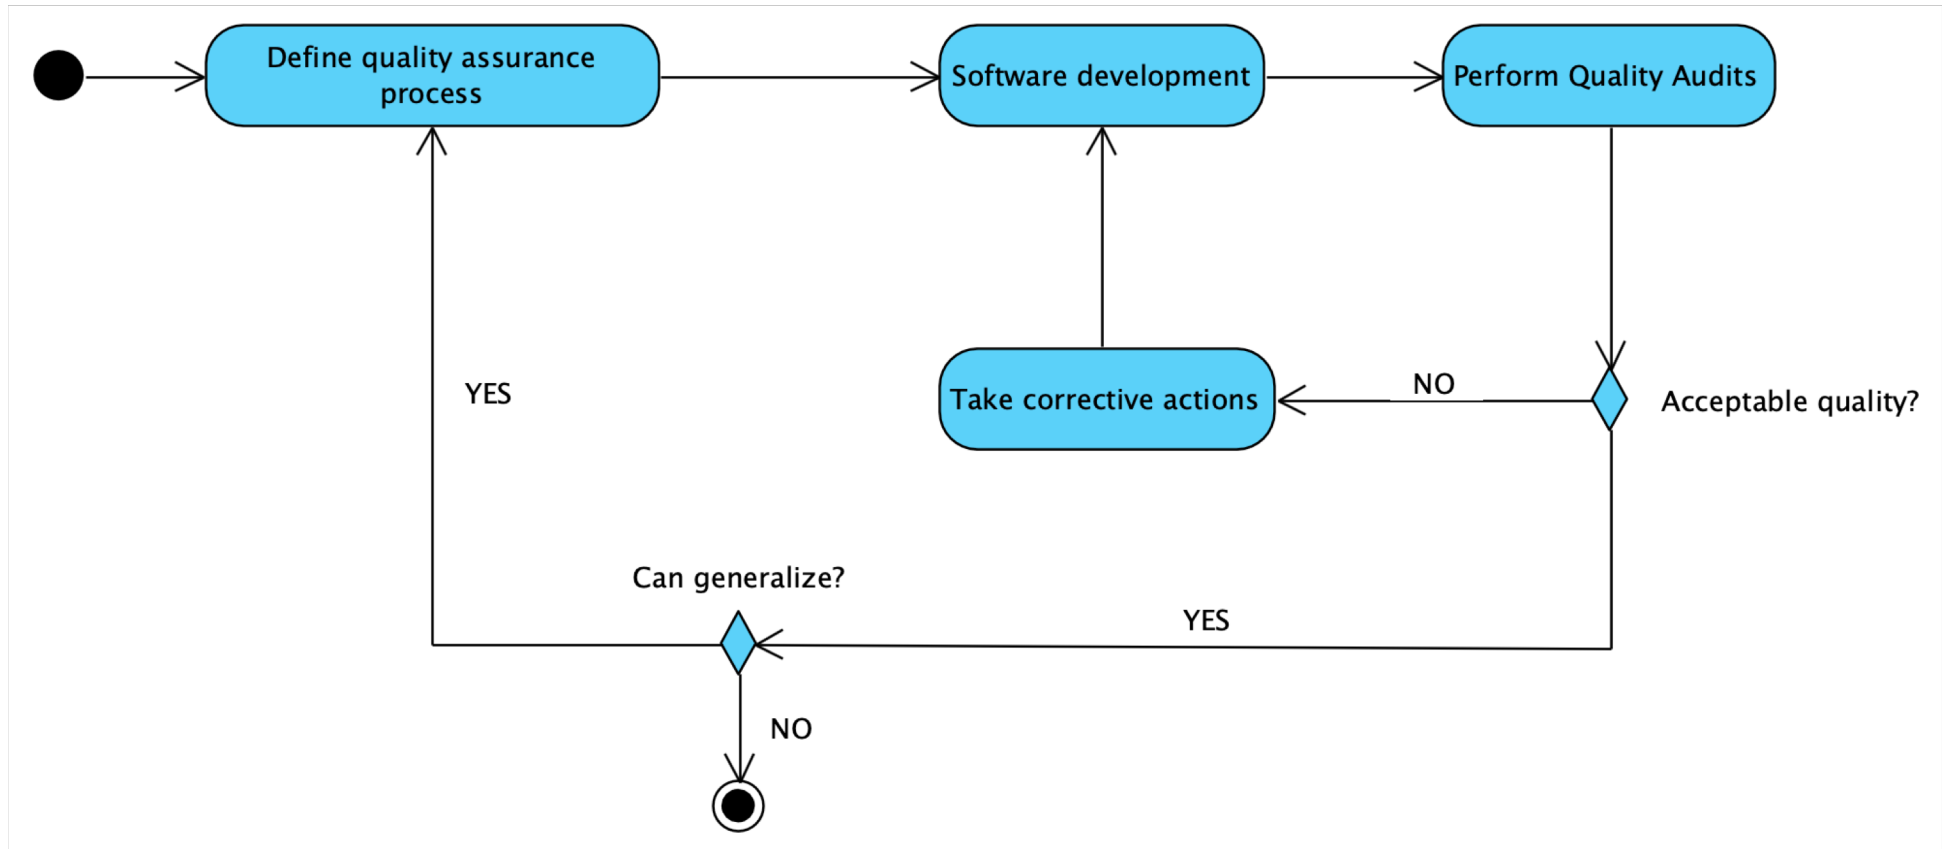 Define quality assurance
process
Software development
Perform Quality Audits
YES
Take corrective actions
NO
Acceptable quality?
Can generalize?
YES
NO